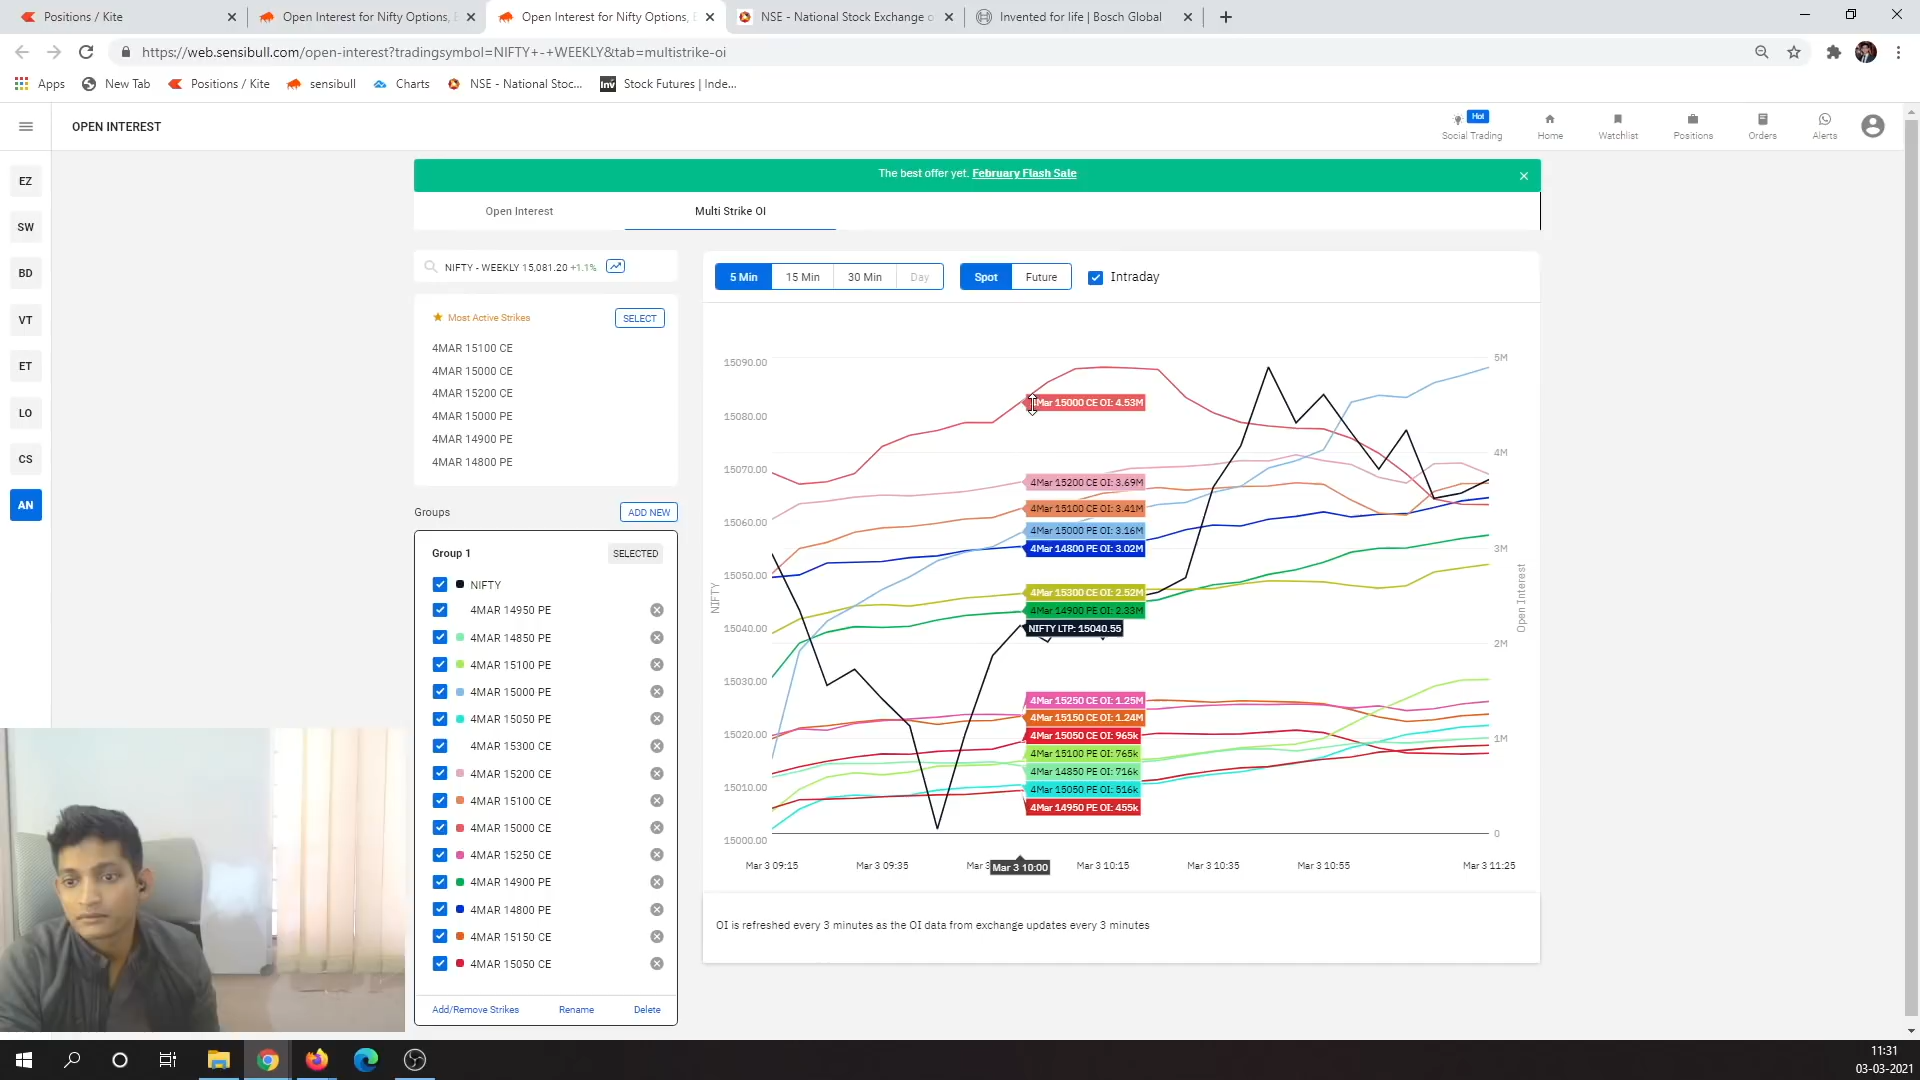 Positions / Kite
Open Interest for Nifty Options,
Open Interest for Nifty Options,
NSE - National Stock Exchange o
Invented for life | Bosch Global
https://web.sensibull.com/open-interest?tradingsymbol=NIFTY+-+WEEKLY&tab=multistrike-oi
Apps
New Tab
Positions / Kite
sensibull
Charts
NSE - National Stoc...
Inv
Stock Futures | Inde...
OPEN INTEREST
Hot
Social Trading
Home
Watchlist
Positions
Orders
Alerts
EZ
SW
BD
VT
ET
LO
CS
AN
The best offer yet. February Flash Sale
Open Interest
Multi Strike OI
NIFTY - WEEKLY 15,081.20 +1.1%
Most Active Strikes
SELECT
4MAR 15100 CE
4MAR 15000 CE
4MAR 15200 CE
4MAR 15000 PE
4MAR 14900 PE
4MAR 14800 PE
Groups
ADD NEW
Group 1
SELECTED
NIFTY
4MAR 14950 PE
4MAR 14850 PE
4MAR 15100 PE
4MAR 15000 PE
4MAR 15050 PE
4MAR 15300 CE
4MAR 15200 CE
4MAR 15100 CE
4MAR 15000 CE
4MAR 15250 CE
4MAR 14900 PE
4MAR 14800 PE
4MAR 15150 CE
4MAR 15050 CE
Add/Remove Strikes
Rename
Delete
5 Min
15 Min
30 Min
Day
Spot
Future
Intraday
15090.00
15080.00
15070.00
15060.00
15050.00
15040.00
15030.00
15020.00
15010.00
15000.00
NIFTY
5M
4M
3M
2M
1M
0
Open Interest
Mar 15000 CE OI: 4.53M
4Mar 15200 CE OI: 3.69M
4Mar 15100 CE OI: 3.41M
4Mar 15000 PE OI: 3.16M
4Mar 14800 PE OI: 3.02M
4Mar 15300 CE OI: 2.52M
4Mar 14900 PE OI: 2.33M
NIFTY LTP: 15040.55
4Mar 15250 CE OI: 1.25M
4Mar 15150 CE OI: 1.24M
4Mar 15050 CE OI: 965k
4Mar 15100 PE OI: 765k
4Mar 14850 PE OI: 716k
4Mar 15050 PE OI: 516k
4Mar 14950 PE OI: 455k
Mar 3 09:15
Mar 3 09:35
Mar 3
Mar 3 10:00
Mar 3 10:15
Mar 3 10:35
Mar 3 10:55
Mar 3 11:25
OI is refreshed every 3 minutes as the OI data from exchange updates every 3 minutes
11:31
03-03-2021